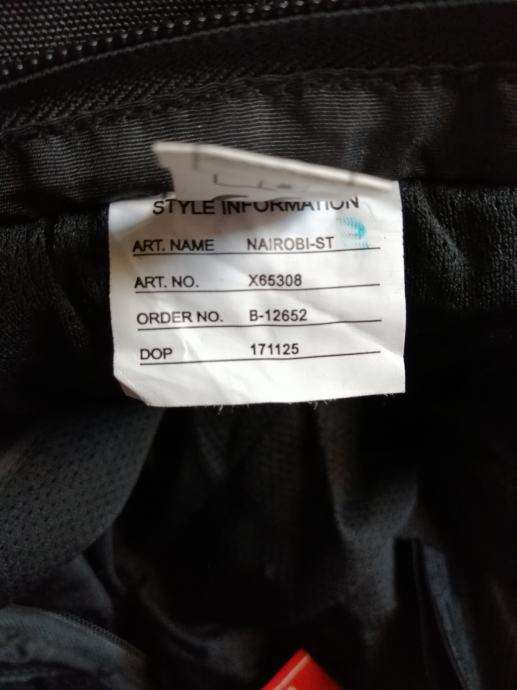 STYLE INFORMATION
ART. NAME NAIROBI-ST
ART. NO. X65308
ORDER NO. B-12652
DOP 171125